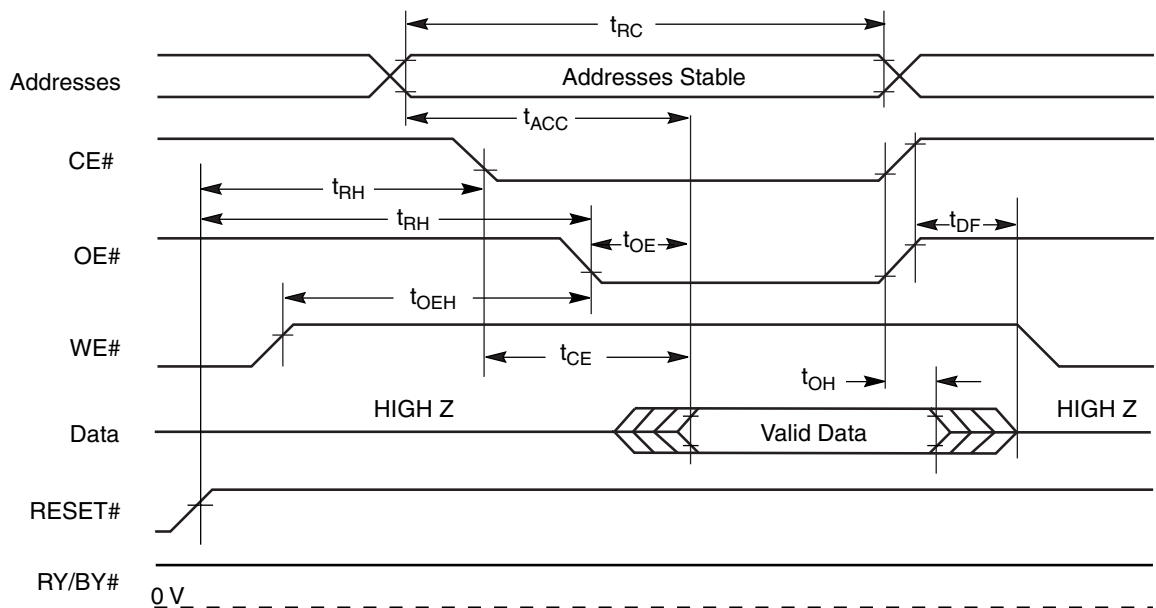 tRC
Addresses
Addresses Stable
tACC
CE#
tRH
tRH
tOE
tDF
OE#
tOEH
WE#
tCE
tOH
HIGH Z
HIGH Z
Data
Valid Data
RESET#
RY/BY#
0 V